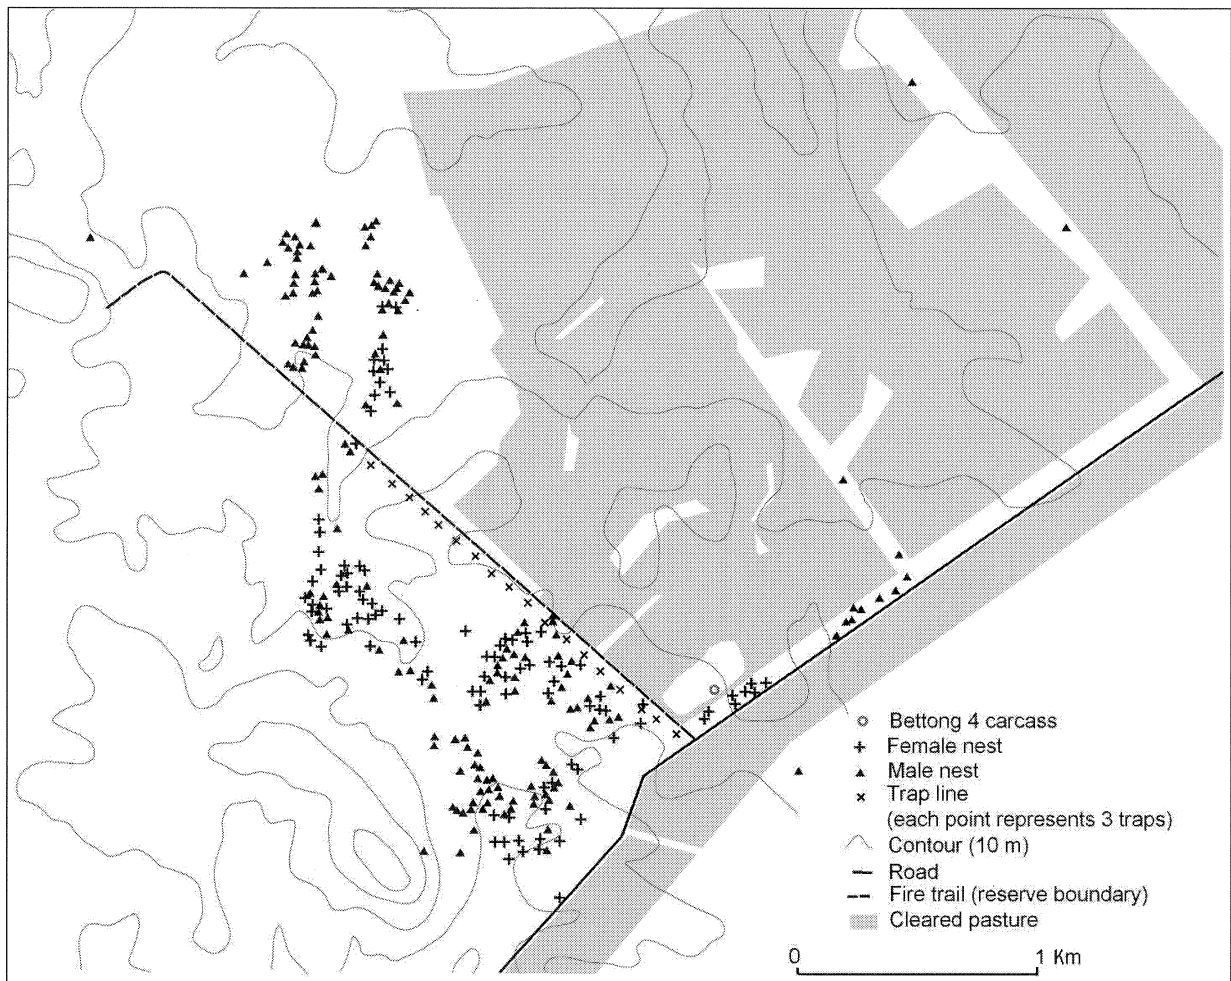 Bettong 4 carcass
Female nest
Male nest
Trap line
(each point represents 3 traps)
Contour (10 m)
Road
Fire trail (reserve boundary)
Cleared pasture
0 1 Km